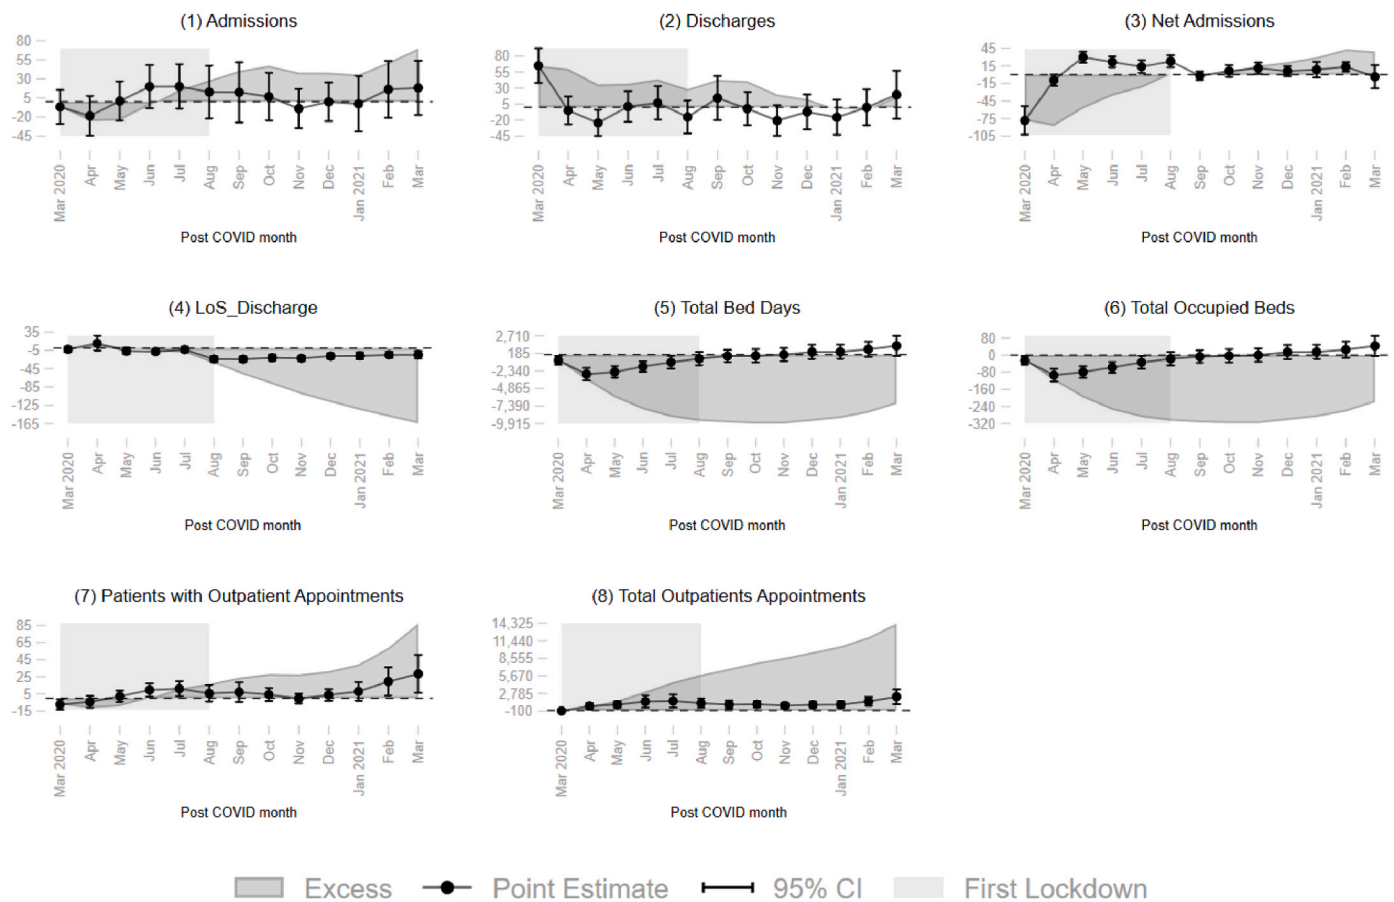 (1) Admissions
80
55
30
5
-20
-45
Mar 2020
Apr
May
Jun
Jul
Aug
Sep
Oct
Nov
Dec
Jan 2021
Feb
Mar
Post COVID month
(2) Discharges
80
55
30
5
-20
-45
Mar 2020
Apr
May
Jun
Jul
Aug
Sep
Oct
Nov
Dec
Jan 2021
Feb
Mar
Post COVID month
(3) Net Admissions
45
15
-15
-45
-75
-105
Mar 2020
Apr
May
Jun
Jul
Aug
Sep
Oct
Nov
Dec
Jan 2021
Feb
Mar
Post COVID month
(4) LoS_Discharge
35
-5
-45
-85
-125
-165
Mar 2020
Apr
May
Jun
Jul
Aug
Sep
Oct
Nov
Dec
Jan 2021
Feb
Mar
Post COVID month
(5) Total Bed Days
2,710
185
-2,340
-4,865
-7,390
-9,915
Mar 2020
Apr
May
Jun
Jul
Aug
Sep
Oct
Nov
Dec
Jan 2021
Feb
Mar
Post COVID month
(6) Total Occupied Beds
80
0
-80
-160
-240
-320
Mar 2020
Apr
May
Jun
Jul
Aug
Sep
Oct
Nov
Dec
Jan 2021
Feb
Mar
Post COVID month
(7) Patients with Outpatient Appointments
85
65
45
25
5
-15
Mar 2020
Apr
May
Jun
Jul
Aug
Sep
Oct
Nov
Dec
Jan 2021
Feb
Mar
Post COVID month
(8) Total Outpatients Appointments
14,325
11,440
8,555
5,670
2,785
-100
Mar 2020
Apr
May
Jun
Jul
Aug
Sep
Oct
Nov
Dec
Jan 2021
Feb
Mar
Post COVID month
Excess
Point Estimate
95% CI
First Lockdown